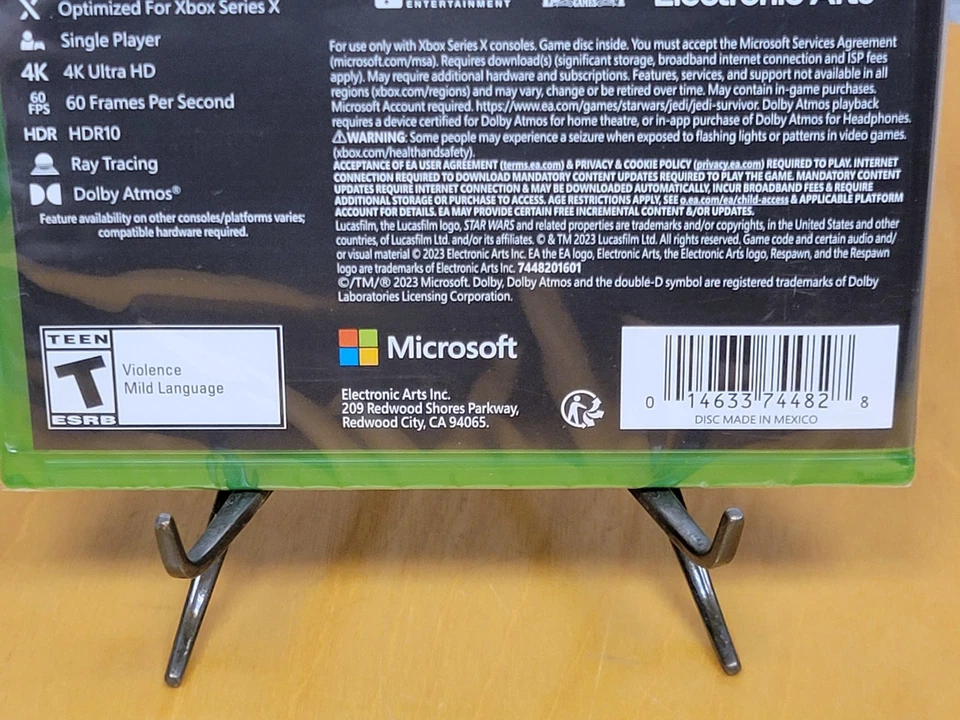 Optimized For Xbox Series X
Single Player
4K 4K Ultra HD
60 FPS 60 Frames Per Second
HDR HDR10
Ray Tracing
Dolby Atmos®
Feature availability on other consoles/platforms varies;
compatible hardware required.
ENTERTAINMENT
GAMES
Electronic Arts
For use only with Xbox Series X consoles. Game disc inside. You must accept the Microsoft Services Agreement
(microsoft.com/msa). Requires download(s) (significant storage, broadband internet connection and ISP fees
apply). May require additional hardware and subscriptions. Features, services, and support not available in all
regions (xbox.com/regions) and may vary, change or be retired over time. May contain in-game purchases.
Microsoft Account required. https://www.ea.com/games/starwars/jedi/jedi-survivor. Dolby Atmos playback
requires a device certified for Dolby Atmos for home theatre, or in-app purchase of Dolby Atmos for Headphones.
⚠WARNING: Some people may experience a seizure when exposed to flashing lights or patterns in video games.
(xbox.com/healthandsafety).
ACCEPTANCE OF EA USER AGREEMENT (terms.ea.com) & PRIVACY & COOKIE POLICY (privacy.ea.com) REQUIRED TO PLAY. INTERNET
CONNECTION REQUIRED TO DOWNLOAD MANDATORY CONTENT UPDATES REQUIRED TO PLAY THE GAME. MANDATORY CONTENT
UPDATES REQUIRE INTERNET CONNECTION & MAY BE DOWNLOADED AUTOMATICALLY, INCUR BROADBAND FEES & REQUIRE
ADDITIONAL STORAGE OR PURCHASE TO ACCESS. AGE RESTRICTIONS APPLY, SEE o.ea.com/ea/child-access & APPLICABLE PLATFORM
ACCOUNT FOR DETAILS. EA MAY PROVIDE CERTAIN FREE INCREMENTAL CONTENT &/OR UPDATES.
Lucasfilm, the Lucasfilm logo, STAR WARS and related properties are trademarks and/or copyrights, in the United States and other
countries, of Lucasfilm Ltd. and/or its affiliates. © & TM 2023 Lucasfilm Ltd. All rights reserved. Game code and certain audio and/
or visual material © 2023 Electronic Arts Inc. EA the EA logo, Electronic Arts, the Electronic Arts logo, Respawn, and the Respawn
logo are trademarks of Electronic Arts Inc. 7448201601
©/TM/® 2023 Microsoft. Dolby, Dolby Atmos and the double-D symbol are registered trademarks of Dolby
Laboratories Licensing Corporation.
TEEN
T
ESRB
Violence
Mild Language
Microsoft
Electronic Arts Inc.
209 Redwood Shores Parkway,
Redwood City, CA 94065.
0 14633 74482 8
DISC MADE IN MEXICO